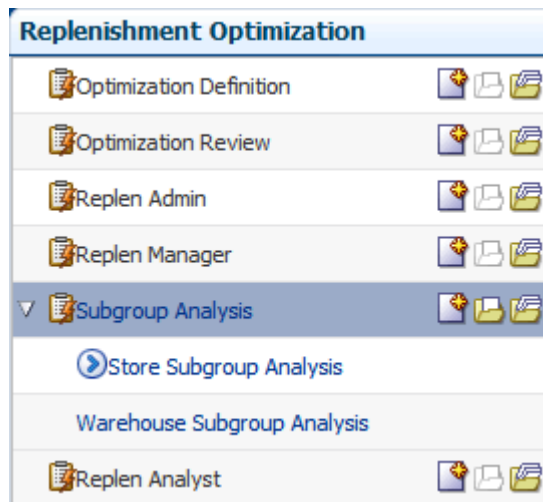 Replenishment Optimization
Optimization Definition
Optimization Review
Replen Admin
Replen Manager
Subgroup Analysis
Store Subgroup Analysis
Warehouse Subgroup Analysis
Replen Analyst